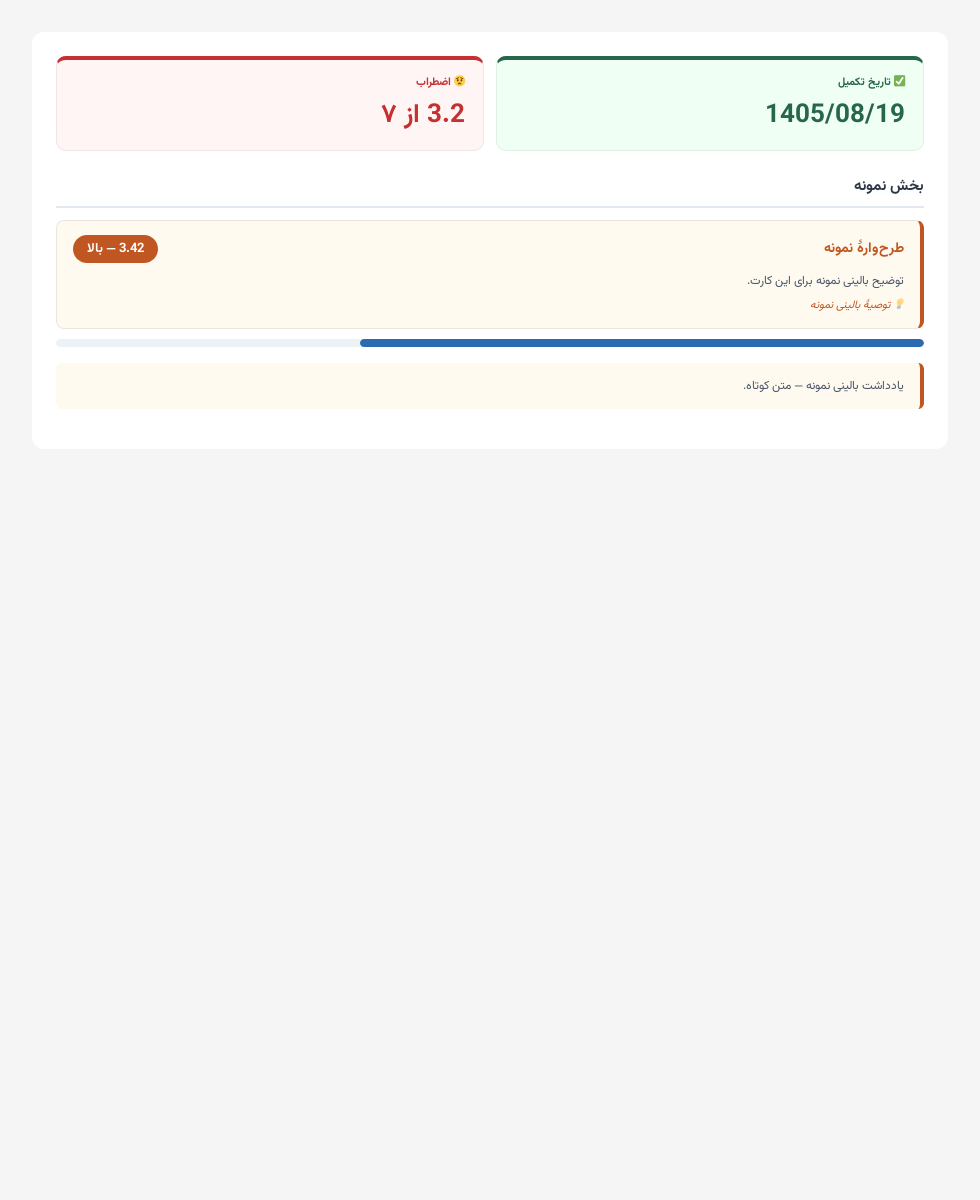 ✅ تاریخ تکمیل
1405/08/19
🤨 اضطراب
3.2 از ۷
بخش نمونه
طرح‌وارهٔ نمونه
3.42 — بالا
توضیح بالینی نمونه برای این کارت.
💡 توصیهٔ بالینی نمونه
یادداشت بالینی نمونه — متن کوتاه.